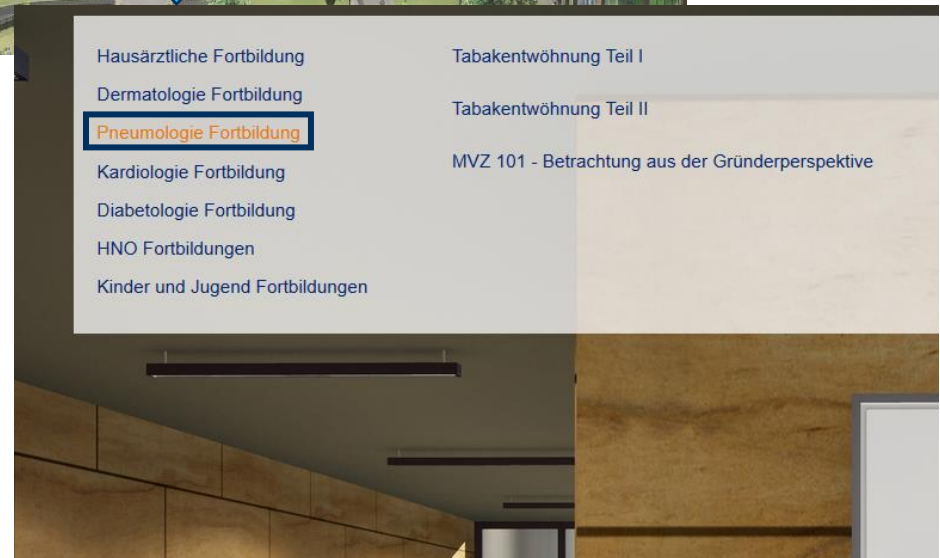 Hausärztliche Fortbildung
Dermatologie Fortbildung
Pneumologie Fortbildung
Kardiologie Fortbildung
Diabetologie Fortbildung
HNO Fortbildungen
Kinder und Jugend Fortbildungen
Tabakentwöhnung Teil I
Tabakentwöhnung Teil II
MVZ 101 - Betrachtung aus der Gründerperspektive